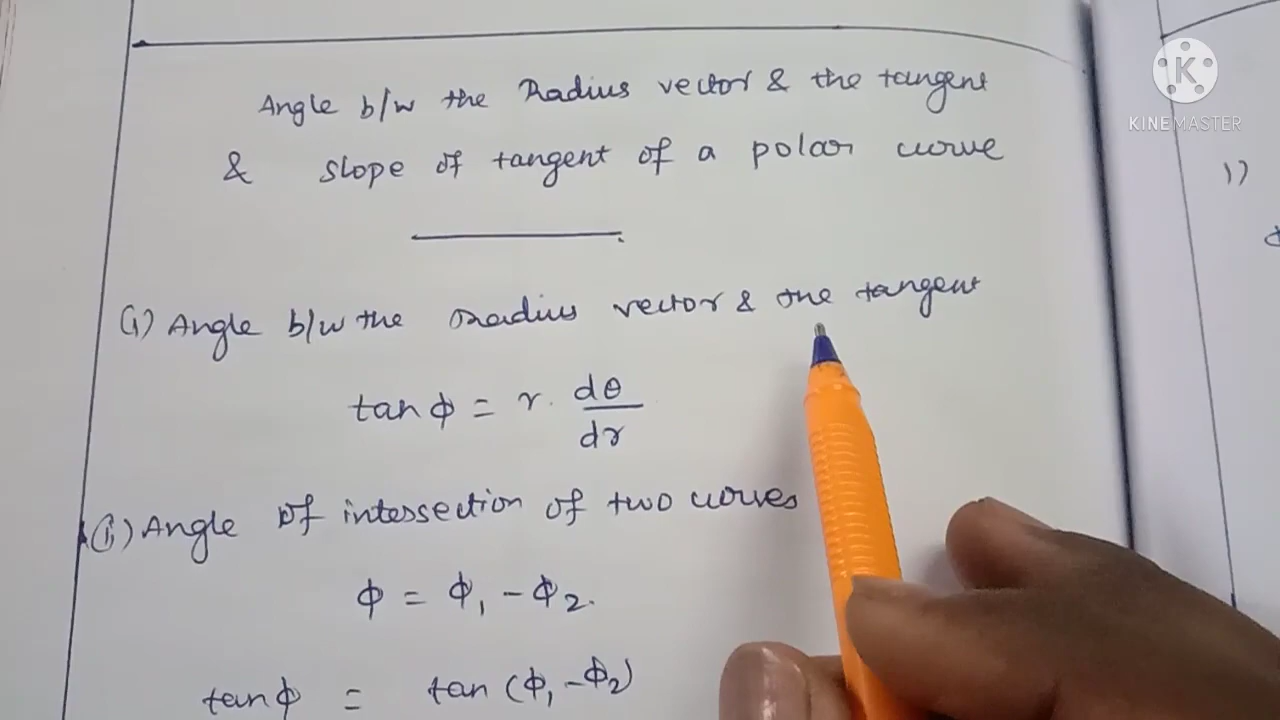 Angle b/w the Radius vector & the tangent
& slope of tangent of a polar curve
(i) Angle b/w the radius vector & the tangent
tan ϕ = r. dθ/dr
(ii) Angle of intersection of two curves
ϕ = ϕ₁ - ϕ₂.
tan ϕ = tan (ϕ₁ - ϕ₂)
1)
K
KINEMASTER